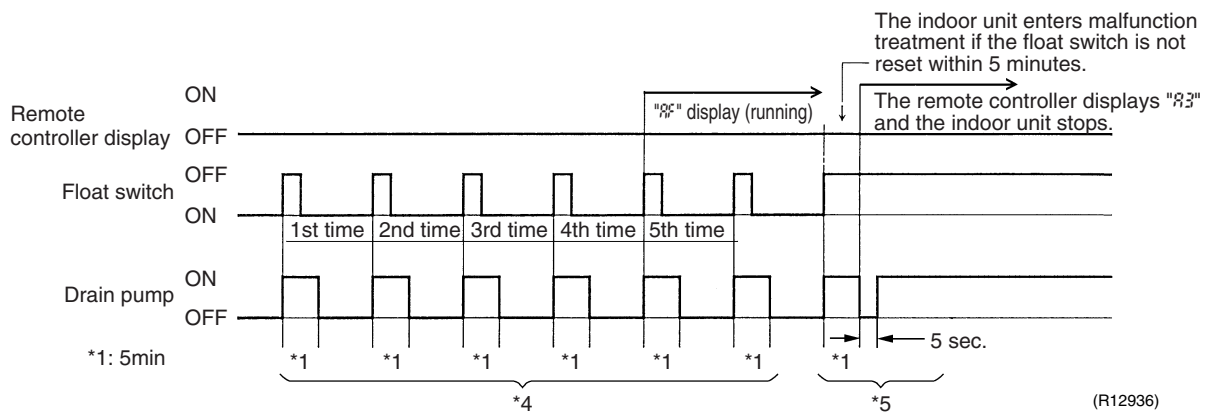 The indoor unit enters malfunction
treatment if the float switch is not
reset within 5 minutes.
ON
Remote
controller display
OFF
"AF" display (running)
The remote controller displays "A3"
and the indoor unit stops.
Float switch
OFF
ON
1st time
2nd time
3rd time
4th time
5th time
Drain pump
ON
OFF
5 sec.
*1: 5min
*1
*1
*1
*1
*1
*1
*1
*4
*5
(R12936)